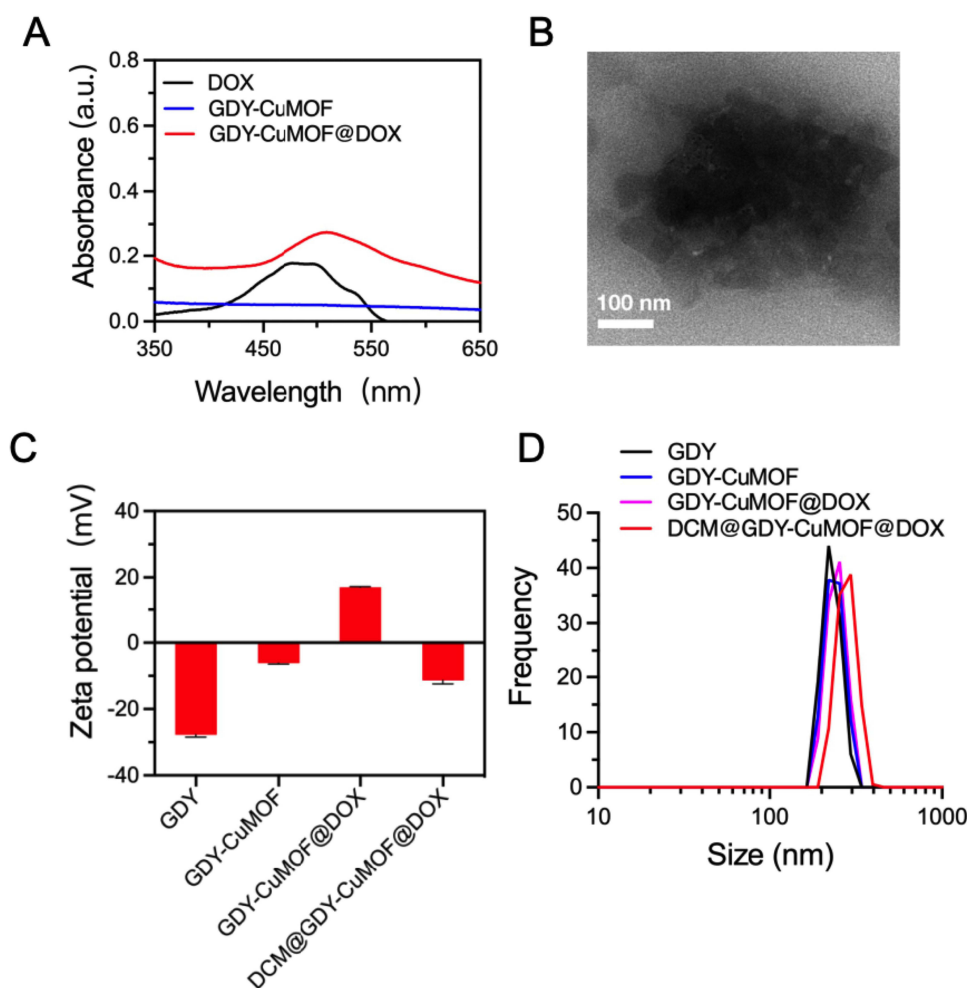 A
Absorbance (a.u.)
0.8
0.6
0.4
0.2
0.0
DOX
GDY-CuMOF
GDY-CuMOF@DOX
350
450
550
650
Wavelength (nm)
B
100 nm
C
Zeta potential (mV)
40
20
0
-20
-40
GDY
GDY-CuMOF
GDY-CuMOF@DOX
DCM@GDY-CuMOF@DOX
D
GDY
GDY-CuMOF
GDY-CuMOF@DOX
DCM@GDY-CuMOF@DOX
Frequency
50
40
30
20
10
0
10
100
1000
Size (nm)